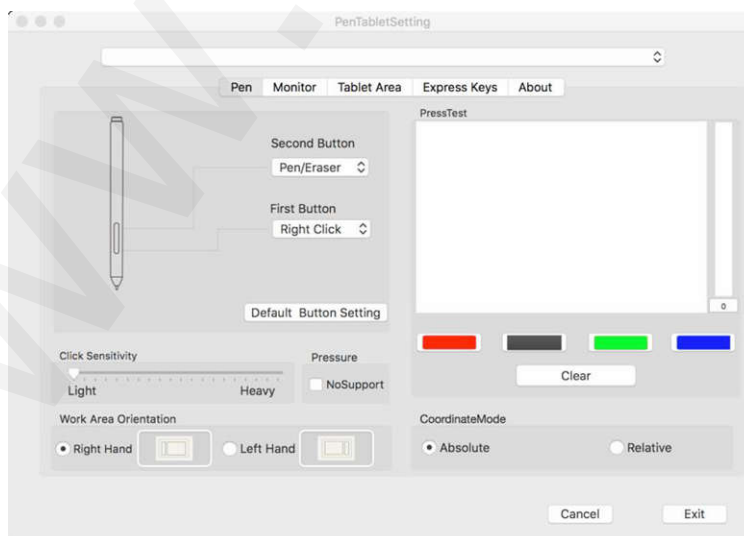 PenTabletSetting
Pen Monitor Tablet Area Express Keys About
Second Button
Pen/Eraser
First Button
Right Click
Default Button Setting
PressTest
0
Clear
Click Sensitivity
Light Heavy
Pressure
NoSupport
Work Area Orientation
Right Hand Left Hand
CoordinateMode
Absolute Relative
Cancel Exit